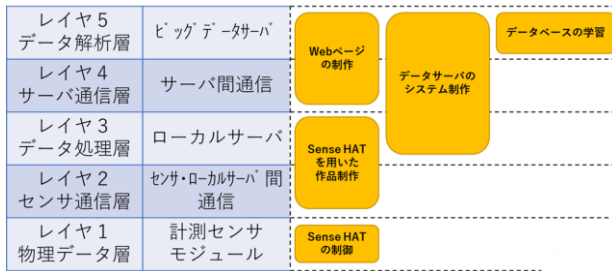 レイヤ５
データ解析層
ﾋﾞｯｸﾞﾃﾞｰﾀｻｰﾊﾞ
Webページ
の制作
データサーバの
システム制作
データベースの学習
レイヤ４
サーバ通信層
サーバ間通信
レイヤ３
データ処理層
ローカルサーバ
Sense HAT
を用いた
作品制作
レイヤ２
センサ通信層
ｾﾝｻ･ﾛｰｶﾙｻｰﾊﾞ間
通信
レイヤ１
物理データ層
計測センサ
モジュール
Sense HAT
の制御